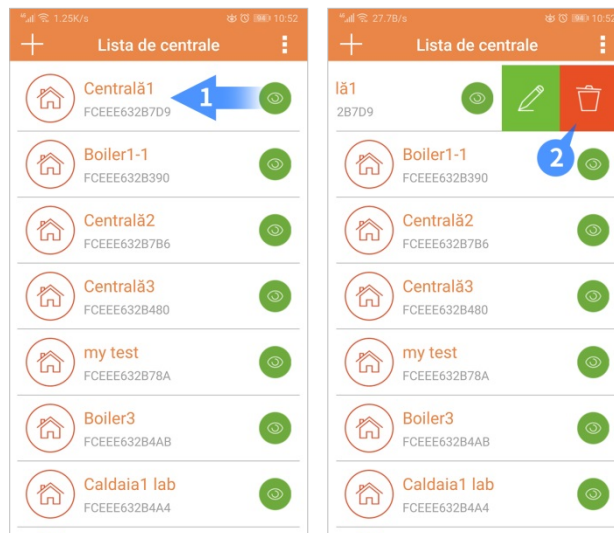 1.25K/s 98 10:52
Lista de centrale
Centrală1
FCEEE632B7D9
1
Boiler1-1
FCEEE632B390
Centrală2
FCEEE632B7B6
Centrală3
FCEEE632B480
my test
FCEEE632B78A
Boiler3
FCEEE632B4AB
Caldaia1 lab
FCEEE632B4A4
27.7B/s 98 10:52
Lista de centrale
lă1
2B7D9
2
Boiler1-1
FCEEE632B390
Centrală2
FCEEE632B7B6
Centrală3
FCEEE632B480
my test
FCEEE632B78A
Boiler3
FCEEE632B4AB
Caldaia1 lab
FCEEE632B4A4